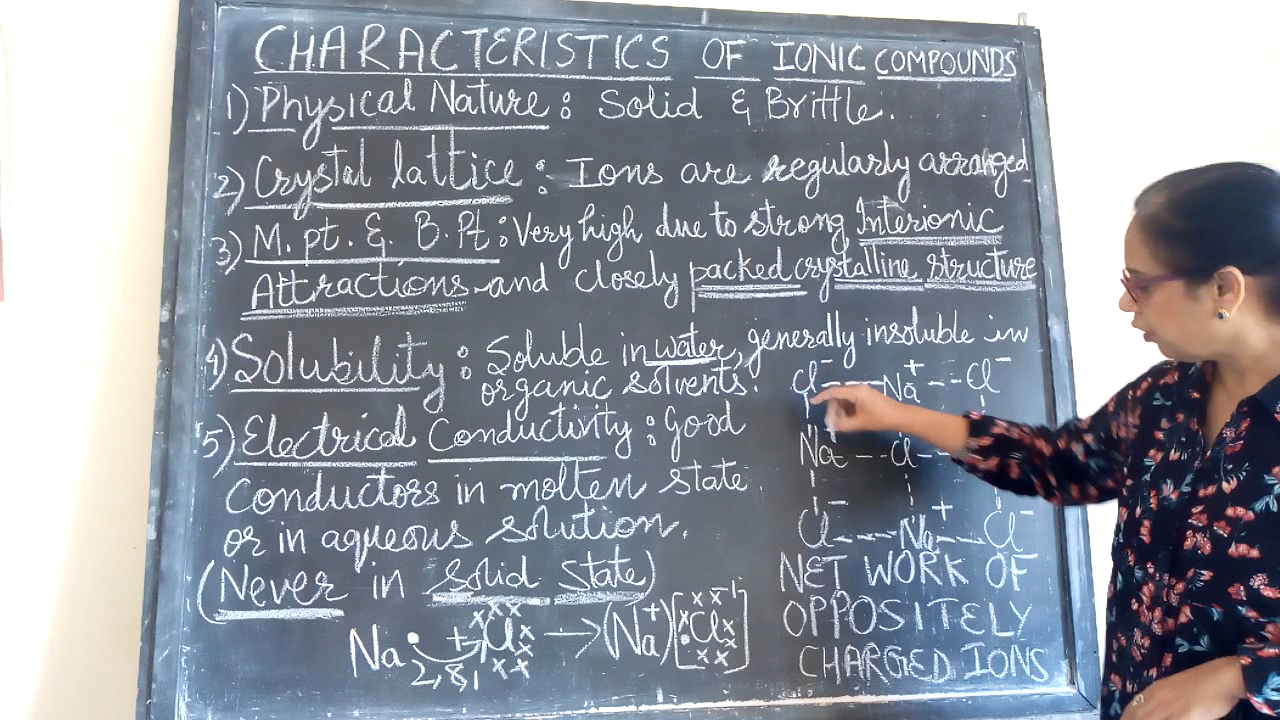 CHARACTERISTICS OF IONIC COMPOUNDS
1) Physical Nature: Solid & Brittle.
2) Crystal lattice: Ions are regularly arranged
3) M. pt. & B. Pt: Very high due to strong Interionic
Attractions and closely packed crystalline structure
4) Solubility: Soluble in water, generally insoluble in
organic solvents.
5) Electrical Conductivity: Good
conductors in molten state
or in aqueous solution.
(Never in solid state)
Na• + Cl → (Na+) [Cl]-1
2,8,1
Cl- --- Na+ -- Cl-
Na+ -- Cl --
Cl- --- Na+ --- Cl-
NET WORK OF
OPPOSITELY
CHARGED IONS